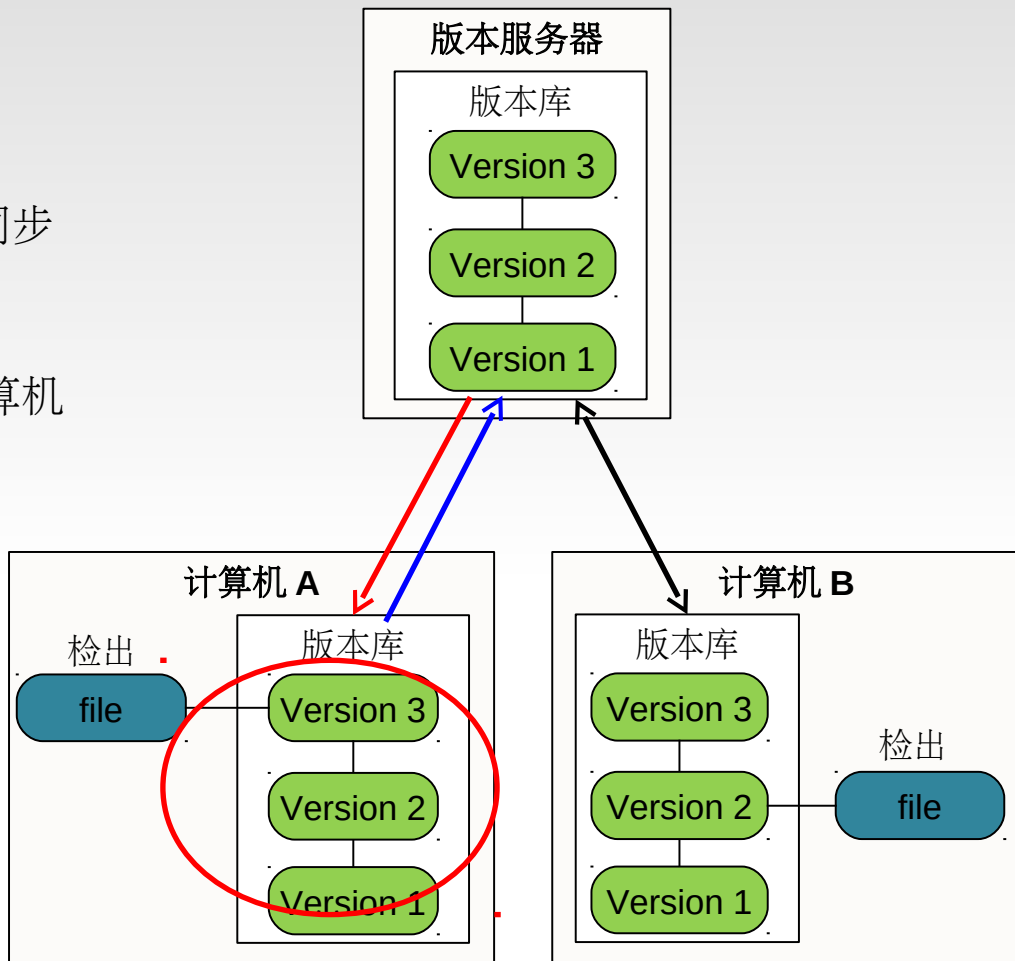 版本服务器
版本库
Version 3
Version 2
Version 1
同步
算机
计算机 A
检出
版本库
file
Version 3
Version 2
Version 1
计算机 B
版本库
Version 3
检出
Version 2
file
Version 1